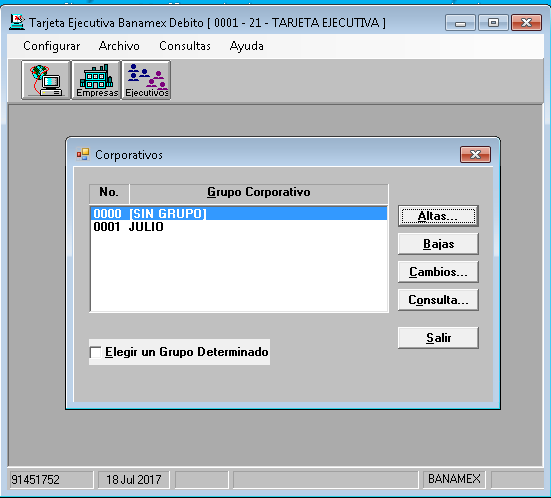 Tarjeta Ejecutiva Banamex Debito [ 0001 - 21 - TARJETA EJECUTIVA ]
Configurar Archivo Consultas Ayuda
Empresas Ejecutivos
Corporativos
No. Grupo Corporativo
0000 [SIN GRUPO]
0001 JULIO
Altas...
Bajas
Cambios...
Consulta...
Salir
Elegir un Grupo Determinado
91451752 18 Jul 2017 BANAMEX